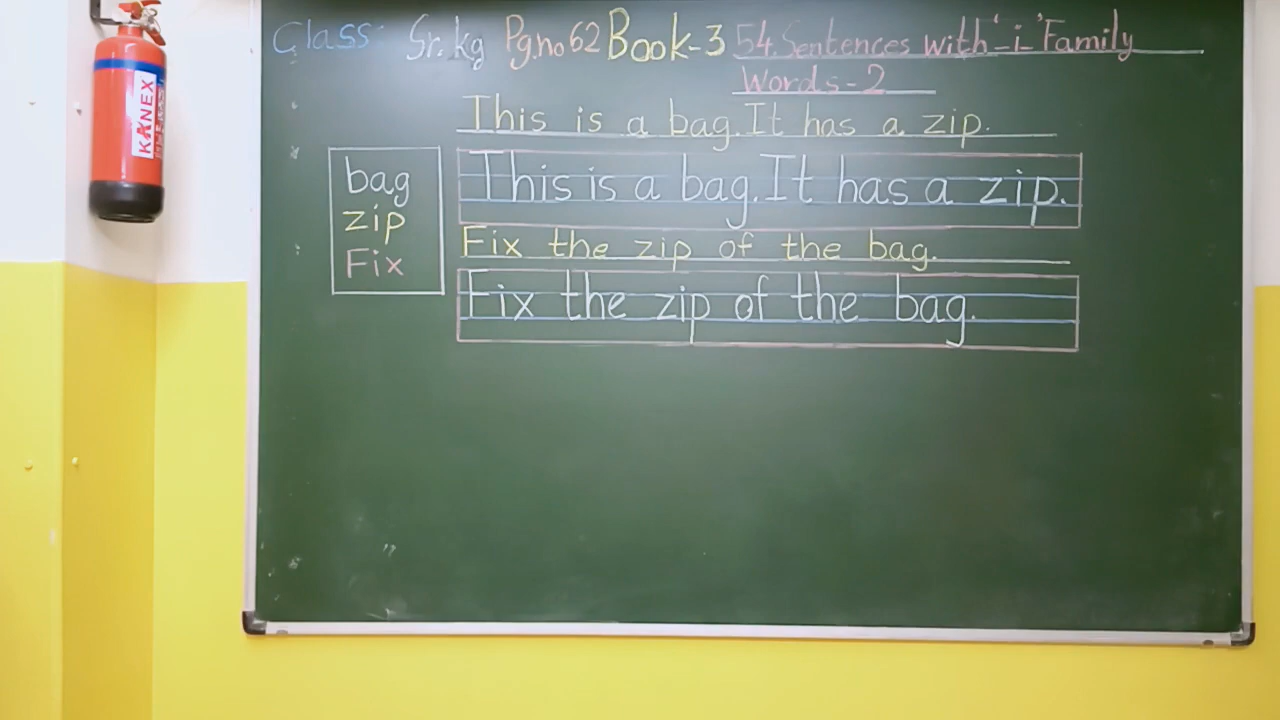 Class: Sr.kg Pg.no 62 Book-3 54. Sentences with '-i-' Family
Words-2
This is a bag. It has a zip.
This is a bag. It has a zip.
bag
zip
Fix
Fix the zip of the bag.
Fix the zip of the bag.
KANEX